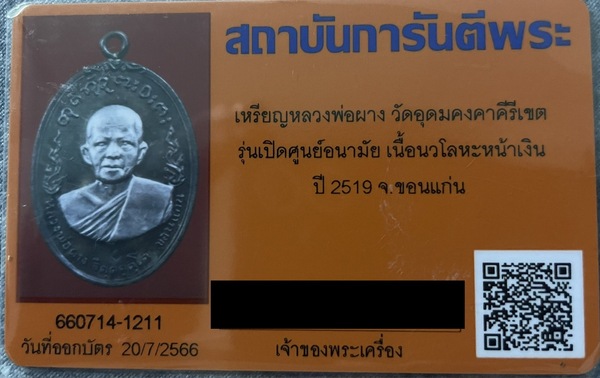 สถาบันการันตีพระ
เหรียญหลวงพ่อผาง วัดอุดมคงคาคีรีเขต
รุ่นเปิดศูนย์อนามัย เนื้อนวโลหะหน้าเงิน
ปี 2519 จ.ขอนแก่น
660714-1211
วันที่ออกบัตร 20/7/2566
เจ้าของพระเครื่อง